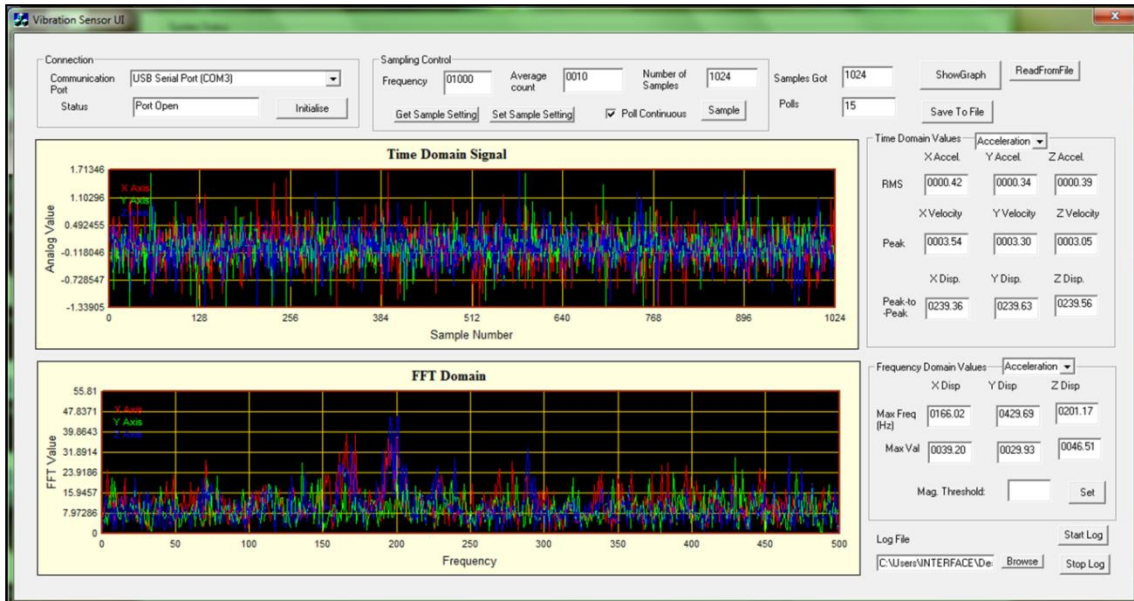 Vibration Sensor UI
Connection
Communication Port
USB Serial Port (COM3)
Status
Port Open
Initialise
Sampling Control
Frequency
01000
Average count
0010
Number of Samples
1024
Get Sample Setting
Set Sample Setting
Poll Continuous
Sample
Samples Got
1024
Polls
15
ShowGraph
ReadFromFile
Save To File
Time Domain Signal
1.71346
1.10296
0.492455
-0.118046
-0.728547
-1.33905
Analog Value
X Axis
Y Axis
Z Axis
0 128 256 384 512 640 768 896 1024
Sample Number
Time Domain Values
Acceleration
X Accel. Y Accel. Z Accel.
RMS 0000.42 0000.34 0000.39
X Velocity Y Velocity Z Velocity
Peak 0003.54 0003.30 0003.05
X Disp. Y Disp. Z Disp.
Peak-to
-Peak 0239.36 0239.63 0239.56
FFT Domain
55.81
47.8371
39.8643
31.8914
23.9186
15.9457
7.97286
0
FFT Value
X Axis
Y Axis
Z Axis
0 50 100 150 200 250 300 350 400 450 500
Frequency
Frequency Domain Values
Acceleration
X Disp Y Disp Z Disp
Max Freq
(Hz) 0166.02 0429.69 0201.17
Max Val 0039.20 0029.93 0046.51
Mag. Threshold:
Set
Log File
Start Log
C:\Users\INTERFACE\De
Browse
Stop Log